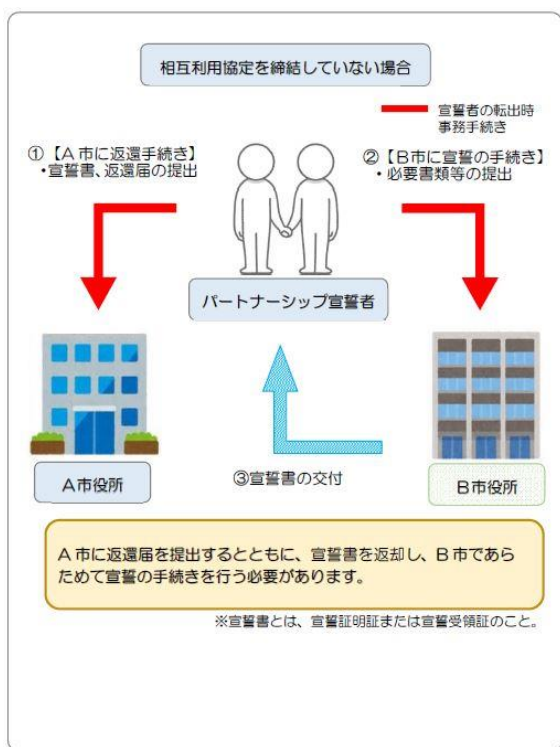 相互利用協定を締結していない場合
宣誓者の転出時
事務手続き
①【A市に返還手続き】
・宣誓書、返還届の提出
②【B市に宣誓の手続き】
・必要書類等の提出
パートナーシップ宣誓者
A市役所
③宣誓書の交付
B市役所
A市に返還届を提出するとともに、宣誓書を返却し、B市であら
ためて宣誓の手続きを行う必要があります。
※宣誓書とは、宣誓証明証または宣誓受領証のこと。